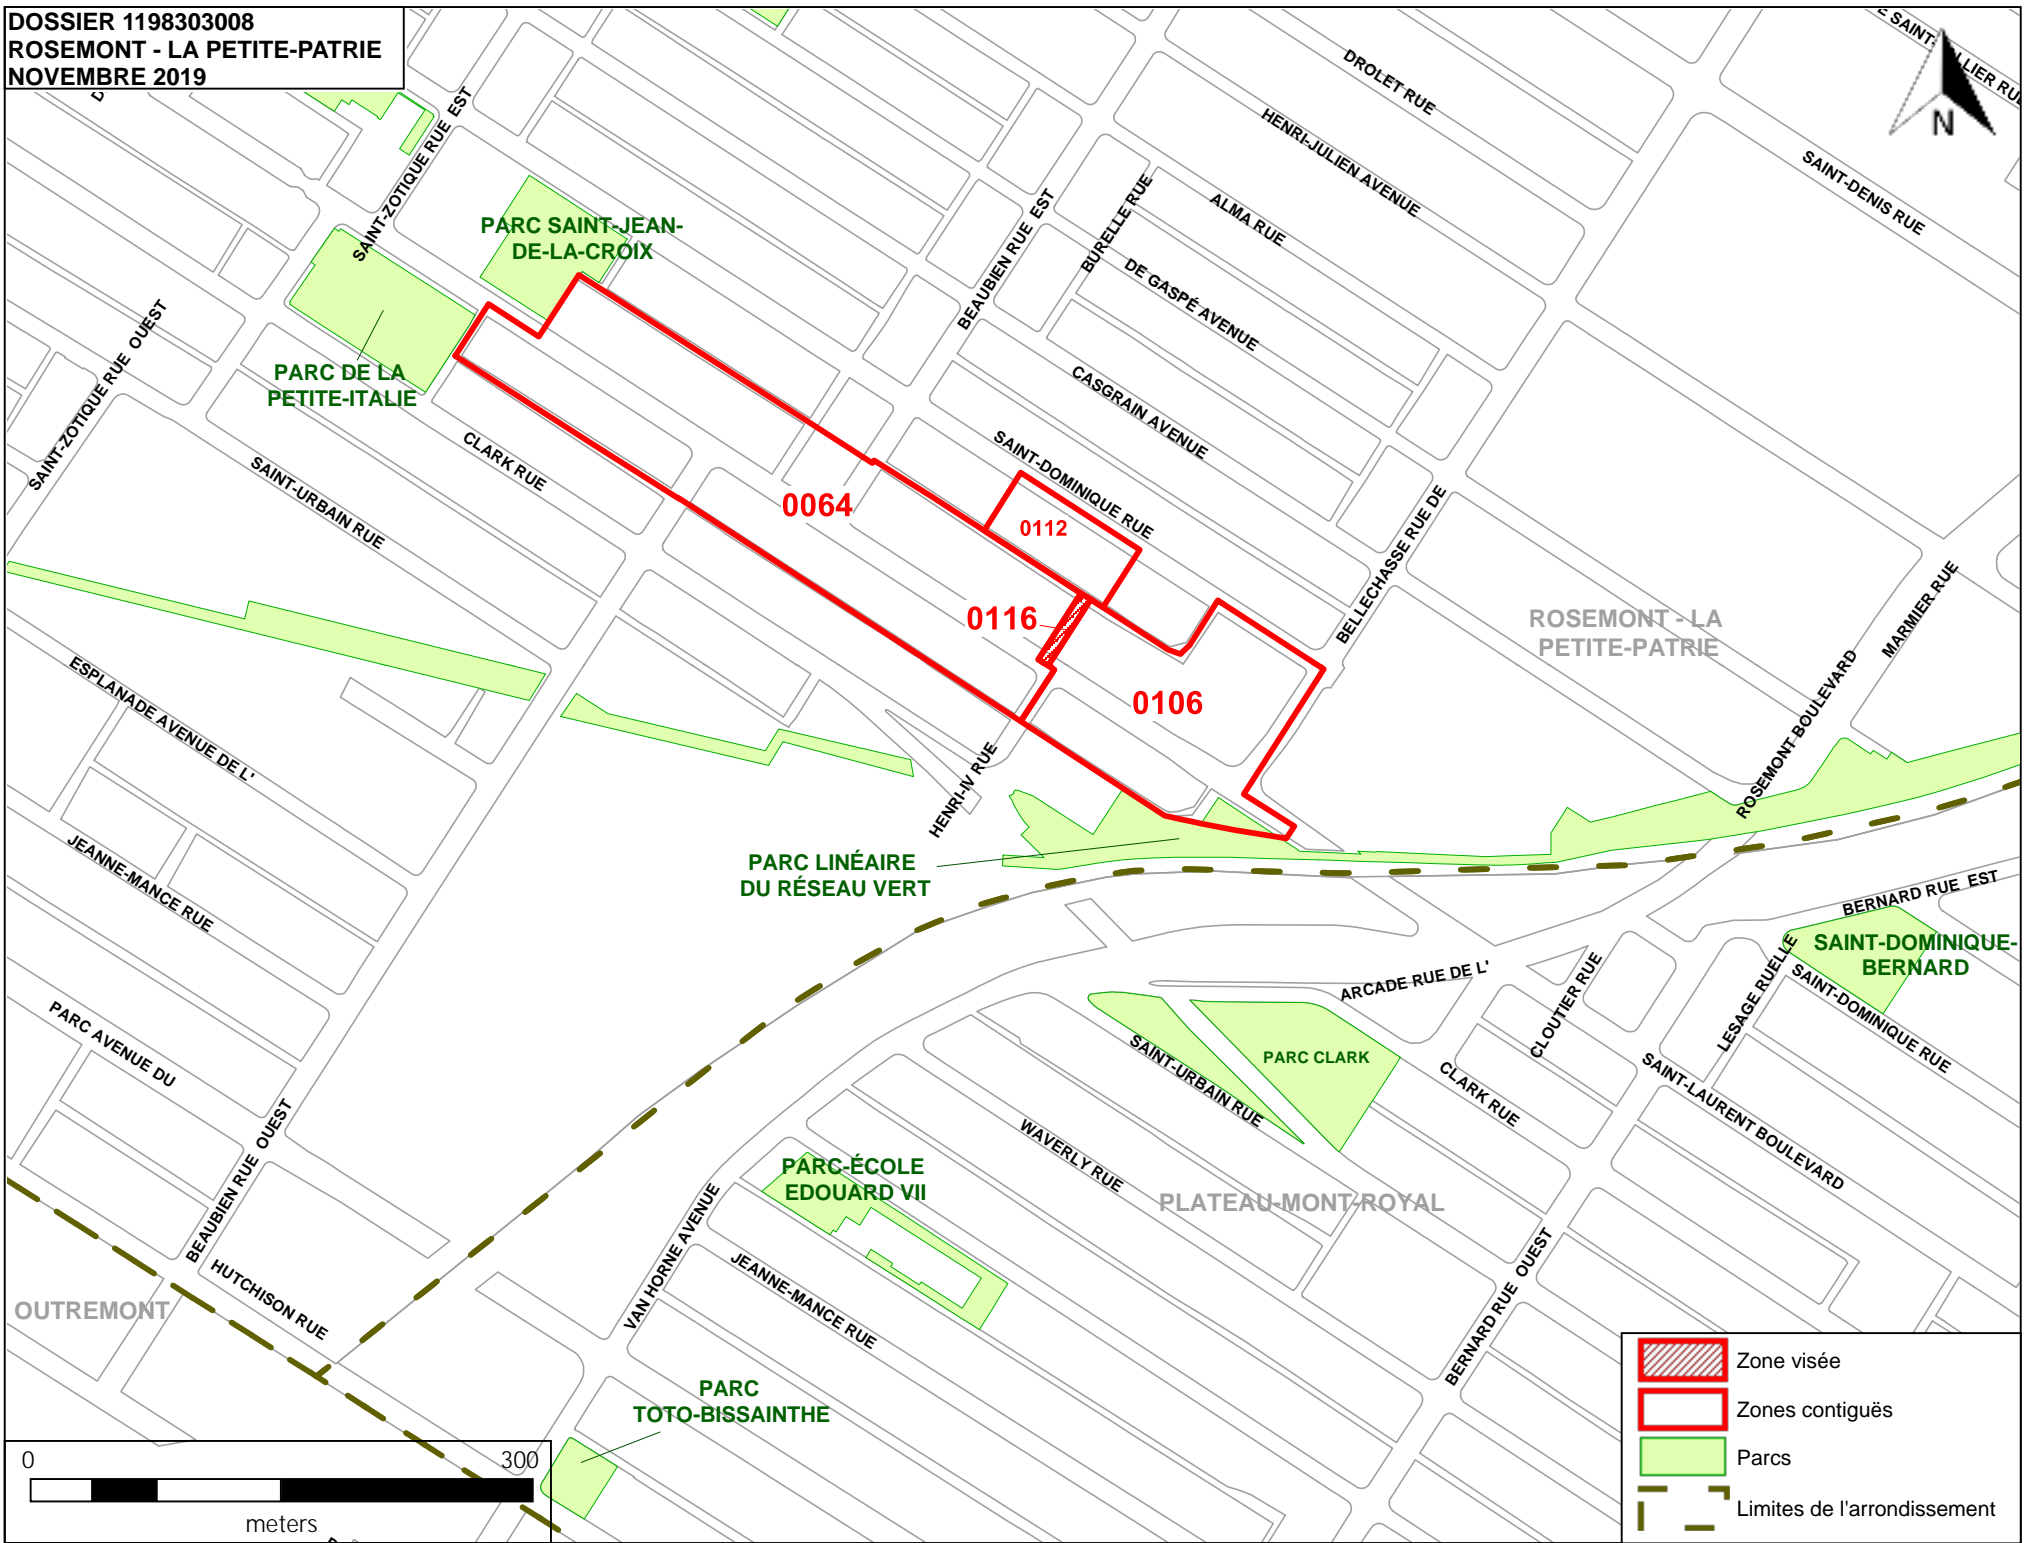 DOSSIER 1198303008
ROSEMONT - LA PETITE-PATRIE
NOVEMBRE 2019
N
DROLET RUE
HENRI-JULIEN AVENUE
SAINT-DENIS RUE
ALMA RUE
BURELLE RUE
DE GASPÉ AVENUE
BEAUBIEN RUE EST
CASGRAIN AVENUE
SAINT-DOMINIQUE RUE
SAINT-ZOTIQUE RUE EST
PARC SAINT-JEAN-
DE-LA-CROIX
SAINT-ZOTIQUE RUE OUEST
PARC DE LA
PETITE-ITALIE
CLARK RUE
SAINT-URBAIN RUE
0064
0112
0116
0106
BELLECHASSE RUE DE
ROSEMONT - LA
PETITE-PATRIE
MARMIER RUE
ROSEMONT BOULEVARD
ESPLANADE AVENUE DE L'
HENRI-IV RUE
JEANNE-MANCE RUE
PARC LINÉAIRE
DU RÉSEAU VERT
BERNARD RUE EST
SAINT-DOMINIQUE-
BERNARD
ARCADE RUE DE L'
CLOUTIER RUE
LESAGE RUELLE
SAINT-DOMINIQUE RUE
PARC AVENUE DU
SAINT-URBAIN RUE
PARC CLARK
CLARK RUE
SAINT-LAURENT BOULEVARD
WAVERLY RUE
BEAUBIEN RUE OUEST
PARC-ÉCOLE
EDOUARD VII
PLATEAU-MONT-ROYAL
VAN HORNE AVENUE
JEANNE-MANCE RUE
BERNARD RUE OUEST
HUTCHISON RUE
OUTREMONT
PARC
TOTO-BISSAINTHE
0 300
meters
Zone visée
Zones contiguës
Parcs
Limites de l'arrondissement